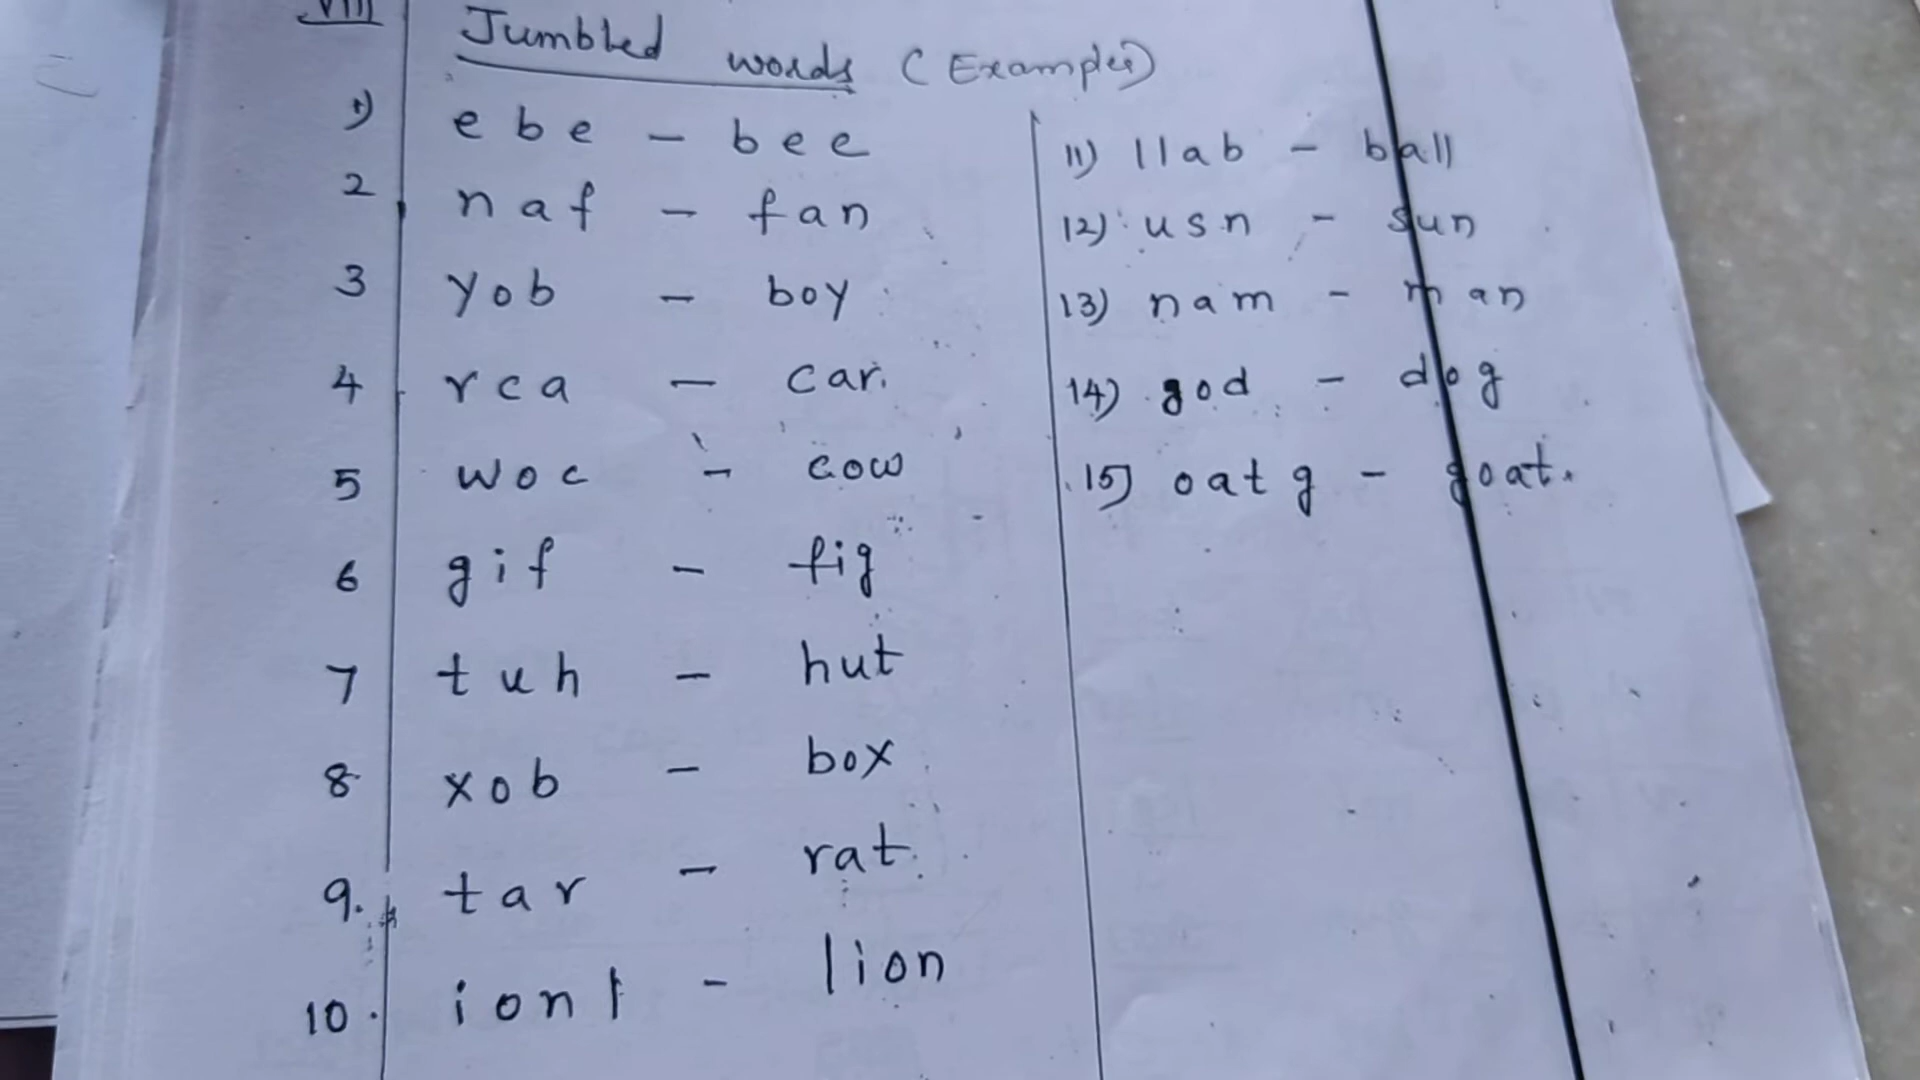 VIII
Jumbled words (Examples)
1) ebe - bee
2 naf - fan
3 yob - boy
4 rca - car.
5 woc - cow
6 gif - fig
7 tuh - hut
8 xob - box
9. tar - rat.
10. ionl - lion
11) llab - ball
12) usn - sun
13) nam - man
14) god - dog
15) oatg - goat.